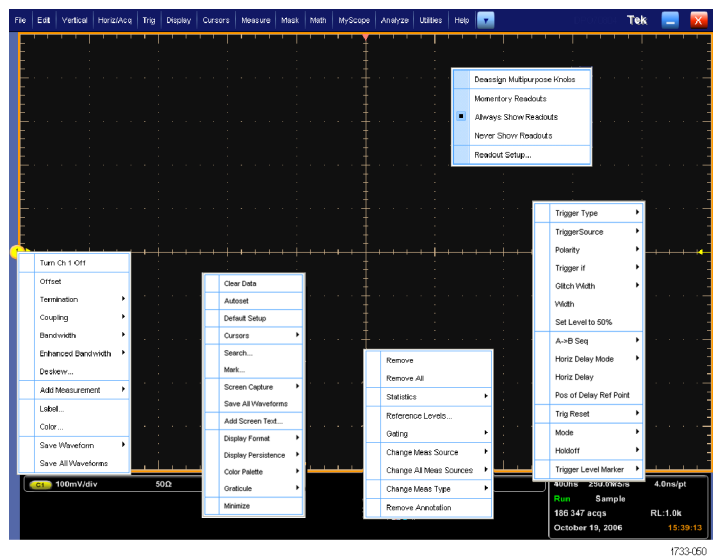 File Edit Vertical Horiz/Acq Trig Display Cursors Measure Mask Math MyScope Analyze Utilities Help Tek
Deassign Multipurpose Knobs
Momentory Readouts
Always Show Readouts
Never Show Readouts
Readout Setup...
Trigger Type
TriggerSource
Polarity
Trigger if
Glitch Width
Width
Set Level to 50%
A->B Seq
Horiz Delay Mode
Horiz Delay
Pos of Delay Ref Point
Trig Reset
Mode
Holdoff
Trigger Level Marker
Turn Ch 1 Off
Offset
Termination
Coupling
Bandwidth
Enhanced Bandwidth
Deskew...
Add Measurement
Label...
Color...
Save Waveform
Save All Waveforms
Clear Data
Autoset
Default Setup
Cursors
Search...
Mark...
Screen Capture
Save All Waveforms
Add Screen Text...
Display Format
Display Persistence
Color Palette
Graticule
Minimize
Remove
Remove All
Statistics
Reference Levels...
Gating
Change Meas Source
Change All Meas Sources
Change Meas Type
Remove Annotation
C1 100mV/div 50Ω
400ns 250.0MS/s 4.0ns/pt
Run Sample
186 347 acqs RL:1.0k
October 19, 2006 15:39:13
1733-050